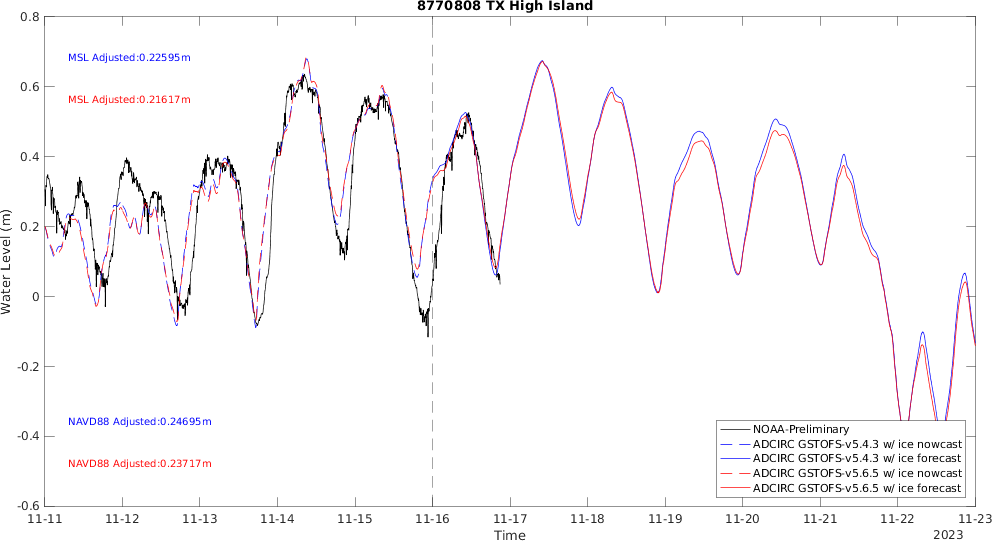 8770808 TX High Island
0.8
0.6
0.4
0.2
0
-0.2
-0.4
-0.6
Water Level (m)
MSL Adjusted:0.22595m
MSL Adjusted:0.21617m
NAVD88 Adjusted:0.24695m
NAVD88 Adjusted:0.23717m
NOAA-Preliminary
ADCIRC GSTOFS-v5.4.3 w/ ice nowcast
ADCIRC GSTOFS-v5.4.3 w/ ice forecast
ADCIRC GSTOFS-v5.6.5 w/ ice nowcast
ADCIRC GSTOFS-v5.6.5 w/ ice forecast
11-11 11-12 11-13 11-14 11-15 11-16 11-17 11-18 11-19 11-20 11-21 11-22 11-23
Time
2023